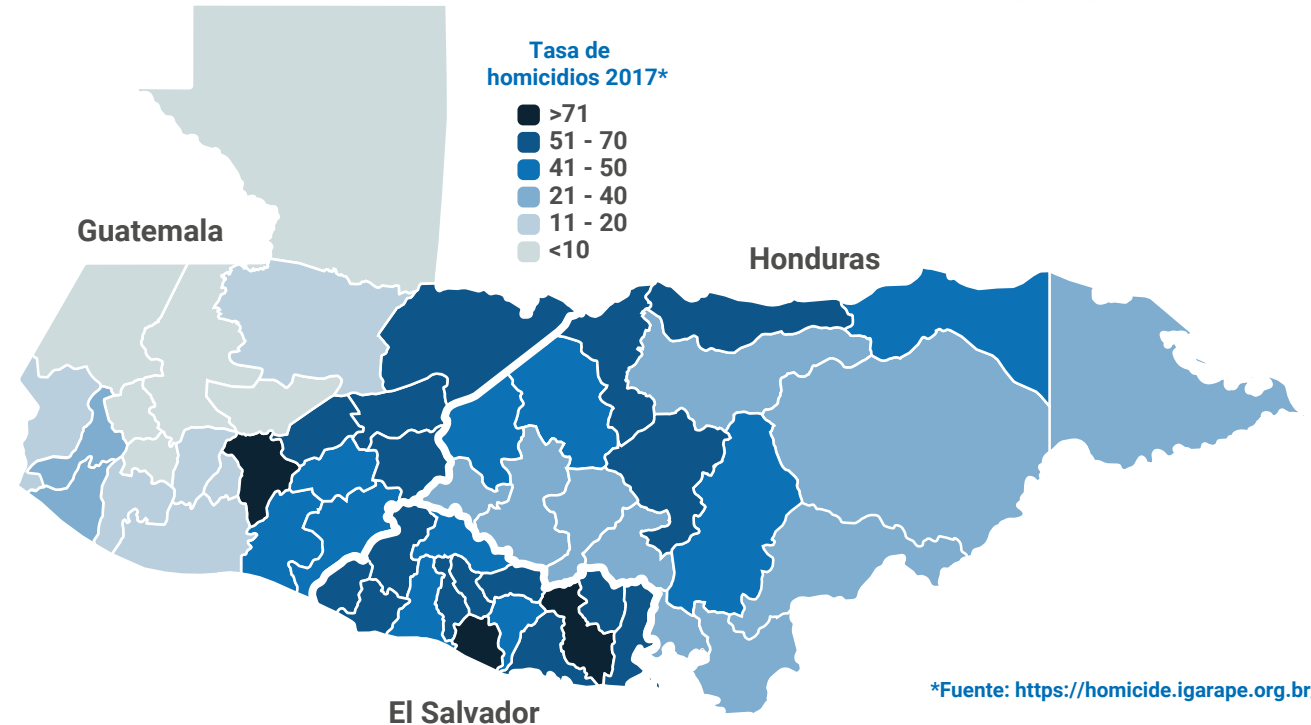 Tasa de
homicidios 2017*
>71
51 - 70
41 - 50
21 - 40
11 - 20
<10
Guatemala
Honduras
El Salvador
*Fuente: https://homicide.igarape.org.br